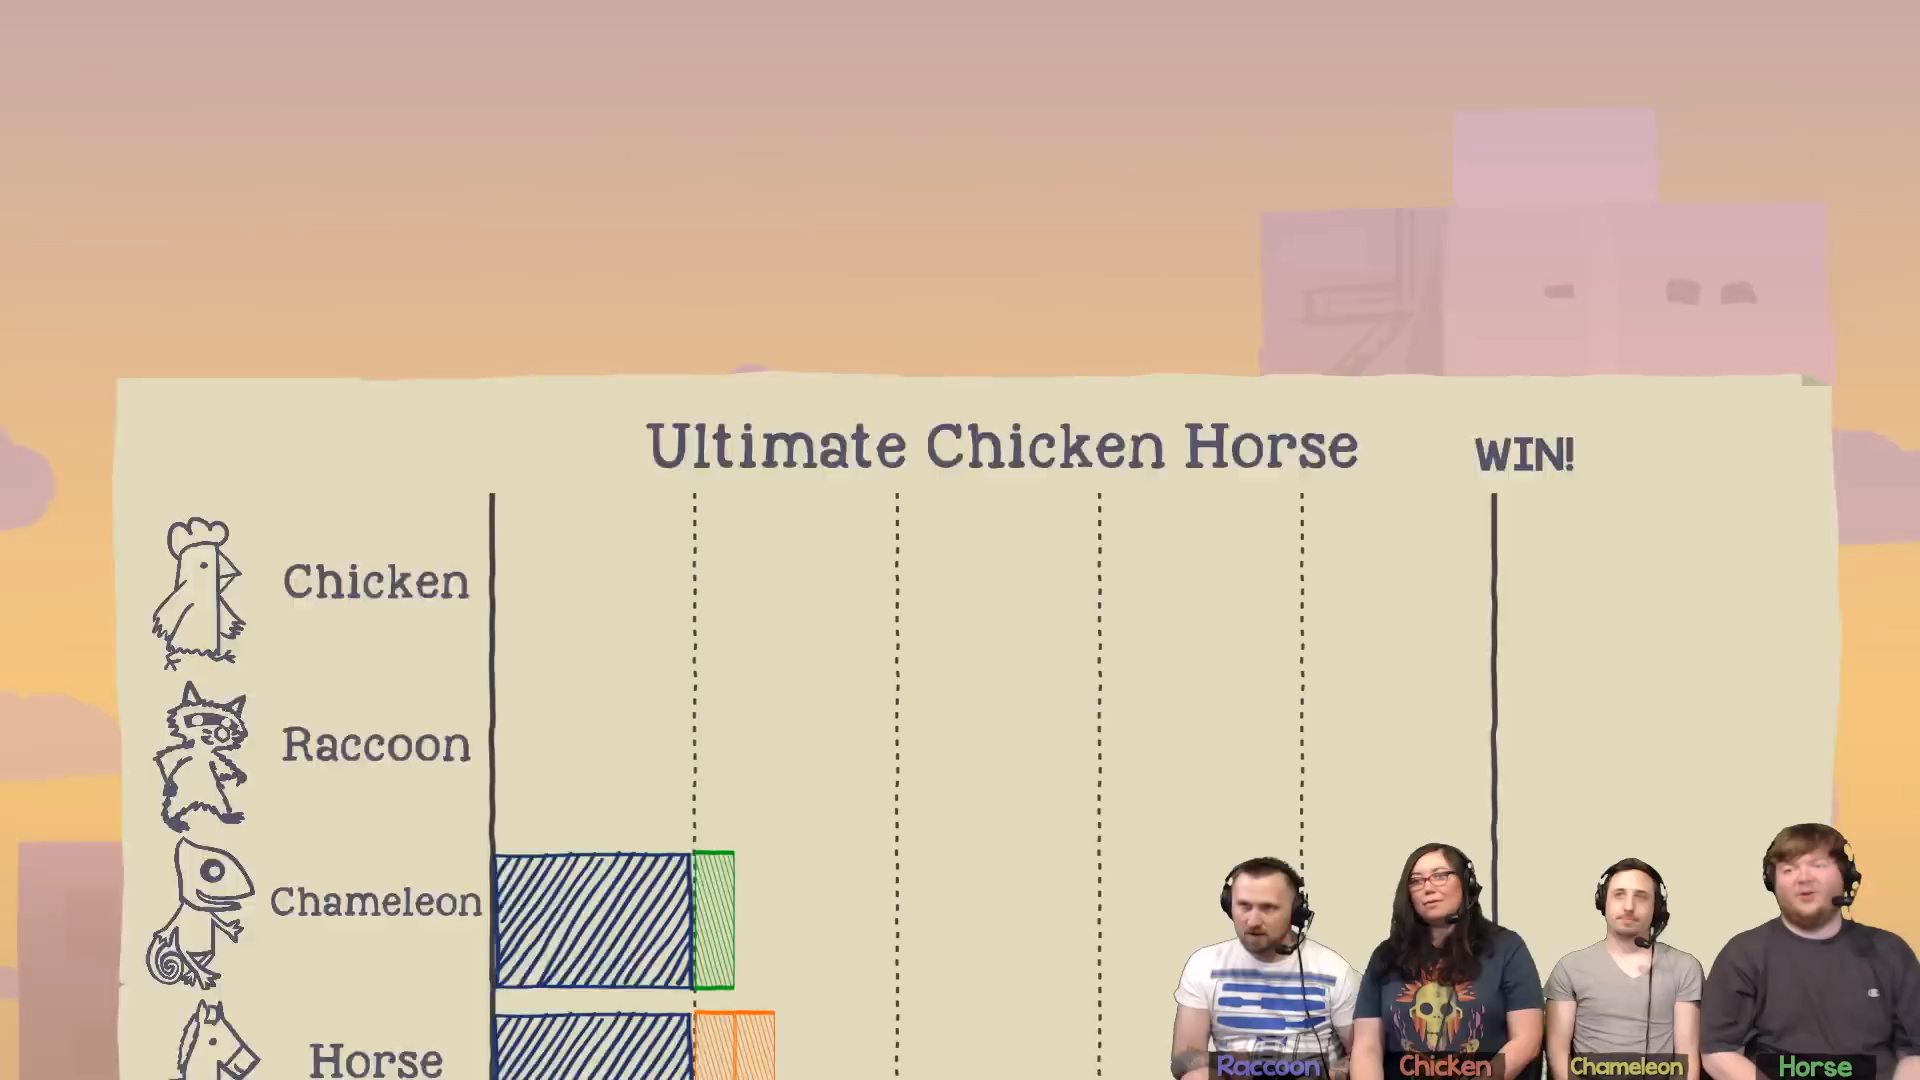 Ultimate Chicken Horse WIN!
Chicken
Raccoon
Chameleon
Horse
Raccoon Chicken Chameleon Horse